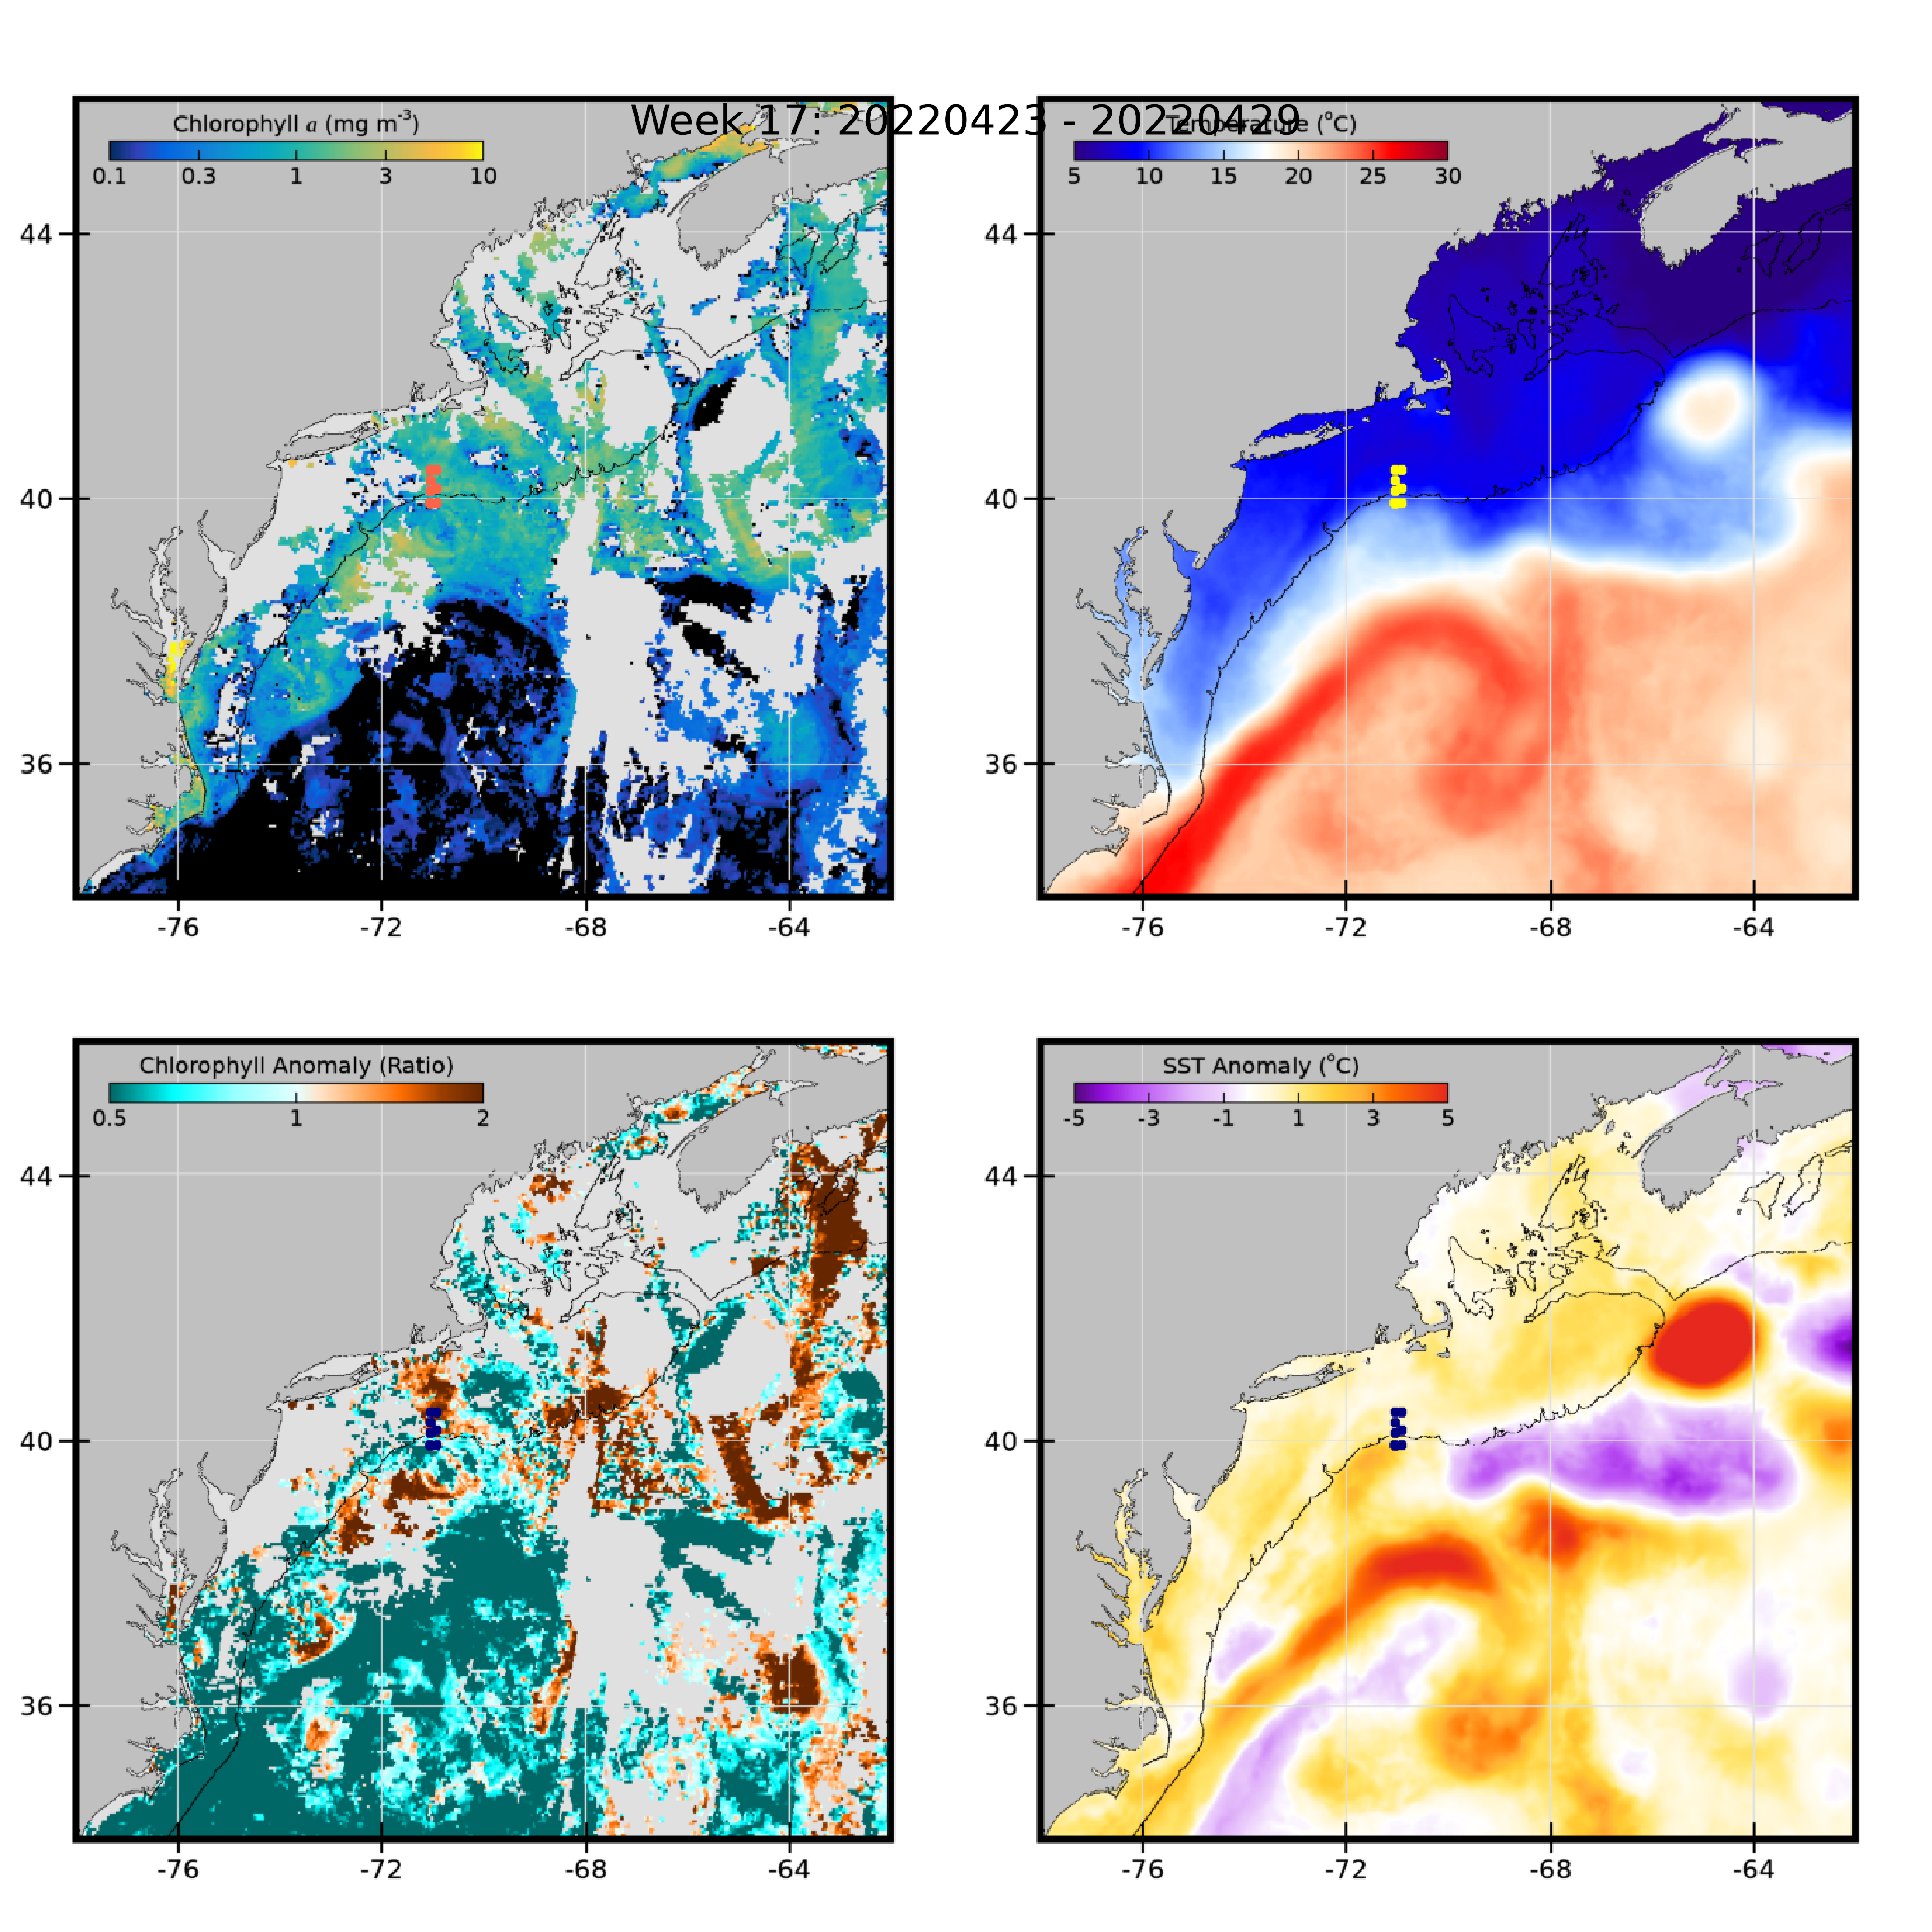 Week 17: 20220423 - 20220429
Chlorophyll a (mg m-3)
0.1 0.3 1 3 10
44
40
36
-76 -72 -68 -64
Temperature (°C)
5 10 15 20 25 30
44
40
36
-76 -72 -68 -64
Chlorophyll Anomaly (Ratio)
0.5 1 2
44
40
36
-76 -72 -68 -64
SST Anomaly (°C)
-5 -3 -1 1 3 5
44
40
36
-76 -72 -68 -64